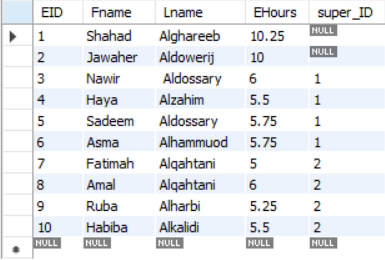 EID Fname Lname EHours super_ID
1 Shahad Alghareeb 10.25 NULL
2 Jawaher Aldowerij 10 NULL
3 Nawir Aldossary 6 1
4 Haya Alzahim 5.5 1
5 Sadeem Aldossary 5.75 1
6 Asma Alhammuod 5.75 1
7 Fatimah Alqahtani 5 2
8 Amal Alqahtani 6 2
9 Ruba Alharbi 5.25 2
10 Habiba Alkalidi 5.5 2
NULL NULL NULL NULL NULL